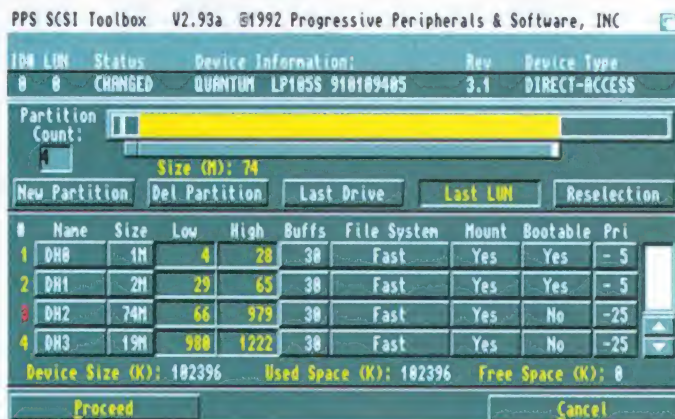 PPS SCSI Toolbox V2.93a ©1992 Progressive Peripherals & Software, INC
ID# LUN Status Device Information: Rev Device Type
0 0 CHANGED QUANTUM LP105S 910109405 3.1 DIRECT-ACCESS
Partition
Count:
4
Size (M): 74
New Partition Del Partition Last Drive Last LUN Reselection
# Name Size Low High Buffs File System Mount Bootable Pri
1 DH0 1M 4 28 30 Fast Yes Yes - 5
2 DH1 2M 29 65 30 Fast Yes Yes - 5
3 DH2 74M 66 979 30 Fast Yes No -25
4 DH3 19M 980 1222 30 Fast Yes No -25
Device Size (K): 102396 Used Space (K): 102396 Free Space (K): 0
Proceed Cancel